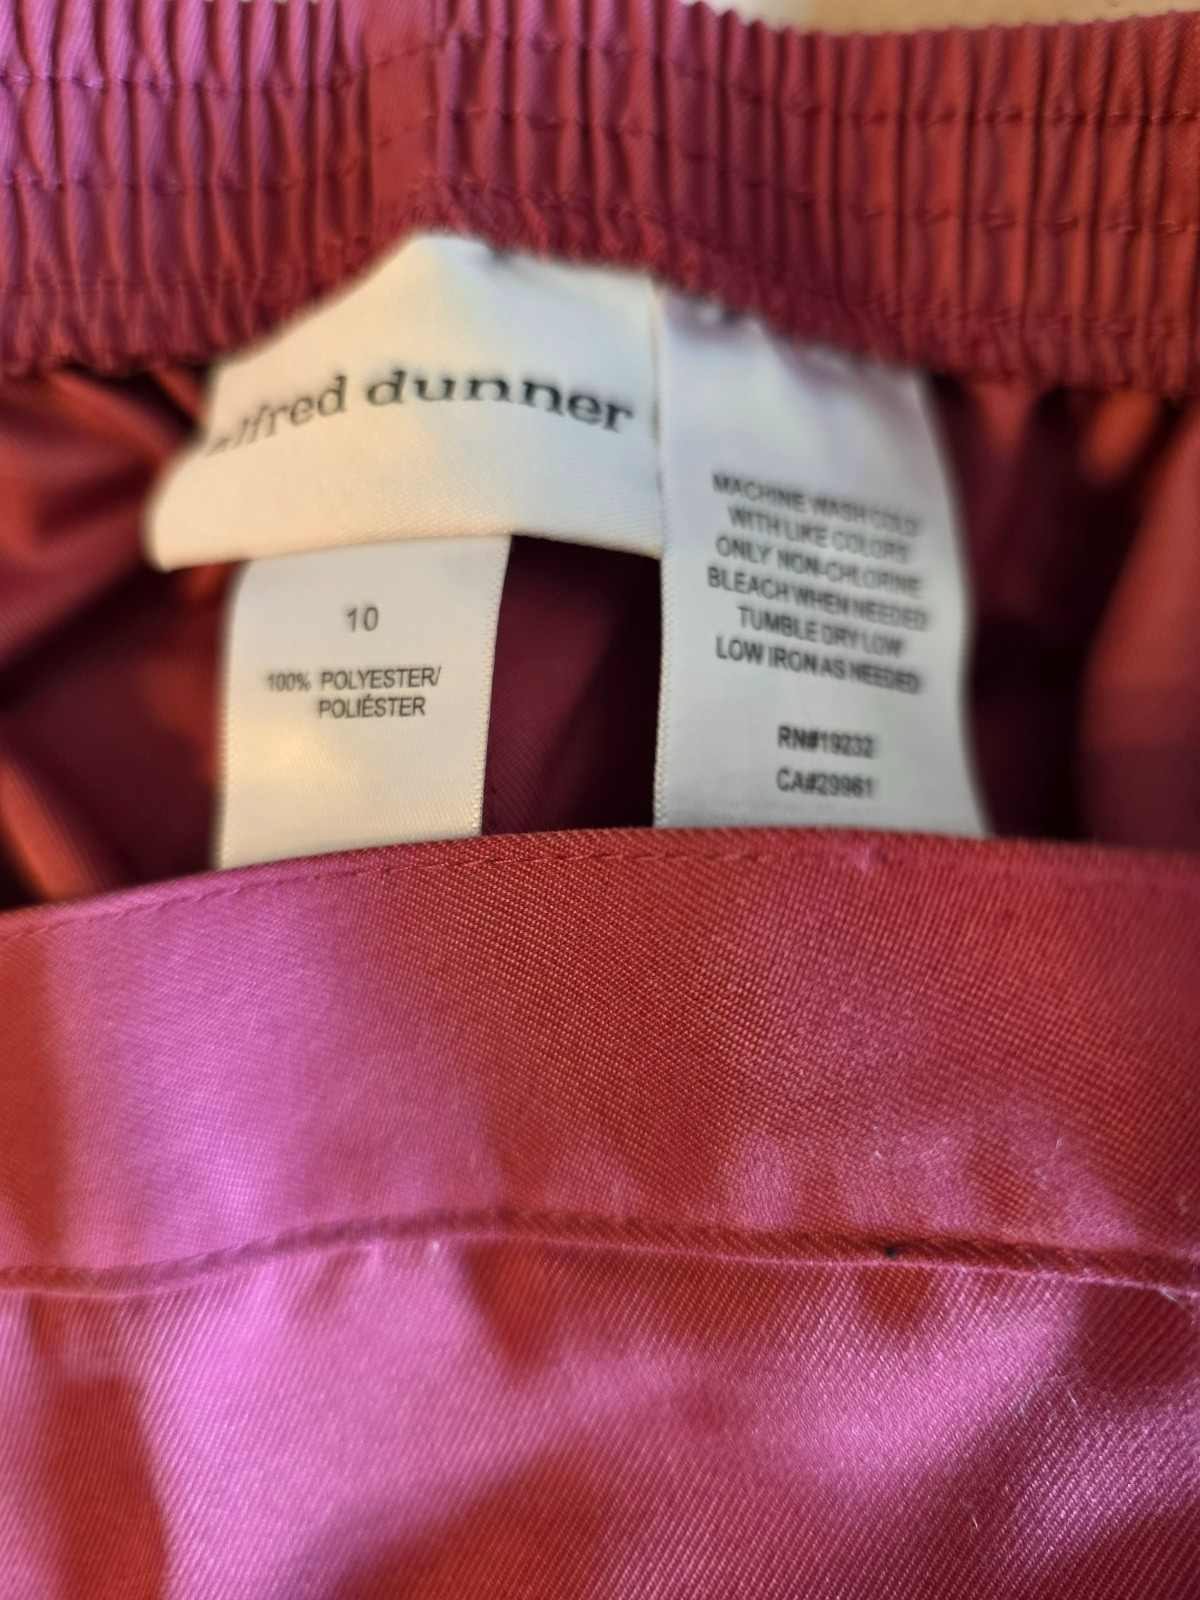 alfred dunner
10
100% POLYESTER/
POLIÉSTER
MACHINE WASH COLD
WITH LIKE COLORS
ONLY NON-CHLORINE
BLEACH WHEN NEEDED
TUMBLE DRY LOW
LOW IRON AS NEEDED
RN#19232
CA#29961